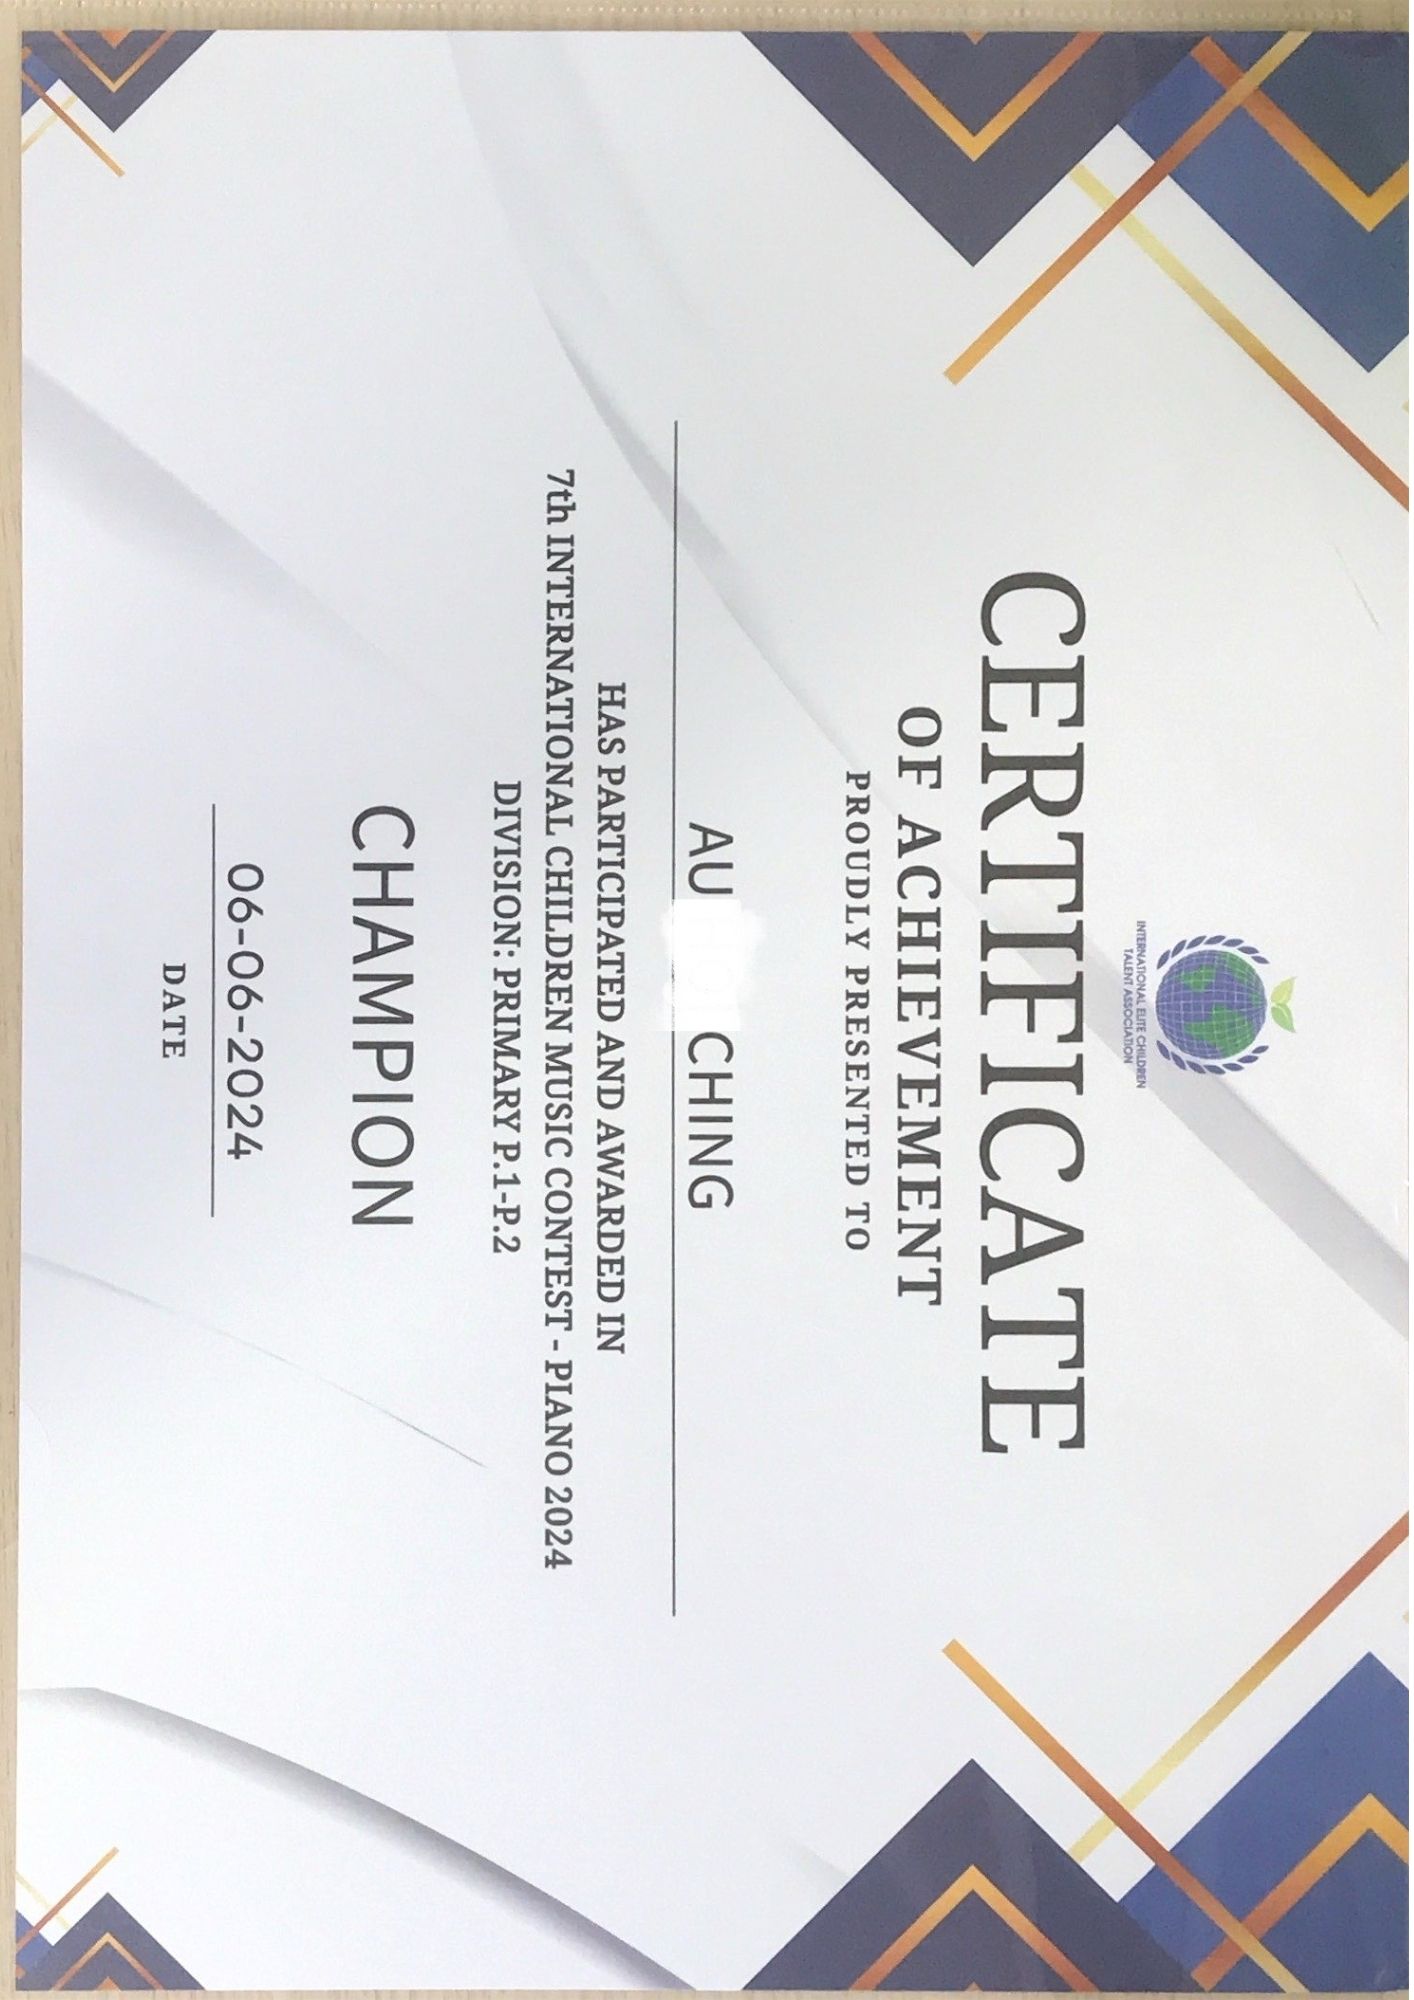 INTERNATIONAL ELITE CHILDREN
TALENT ASSOCIATION
CERTIFICATE
OF ACHIEVEMENT
PROUDLY PRESENTED TO
AU CHING
HAS PARTICIPATED AND AWARDED IN
7th INTERNATIONAL CHILDREN MUSIC CONTEST - PIANO 2024
DIVISION: PRIMARY P.1-P.2
CHAMPION
06-06-2024
DATE